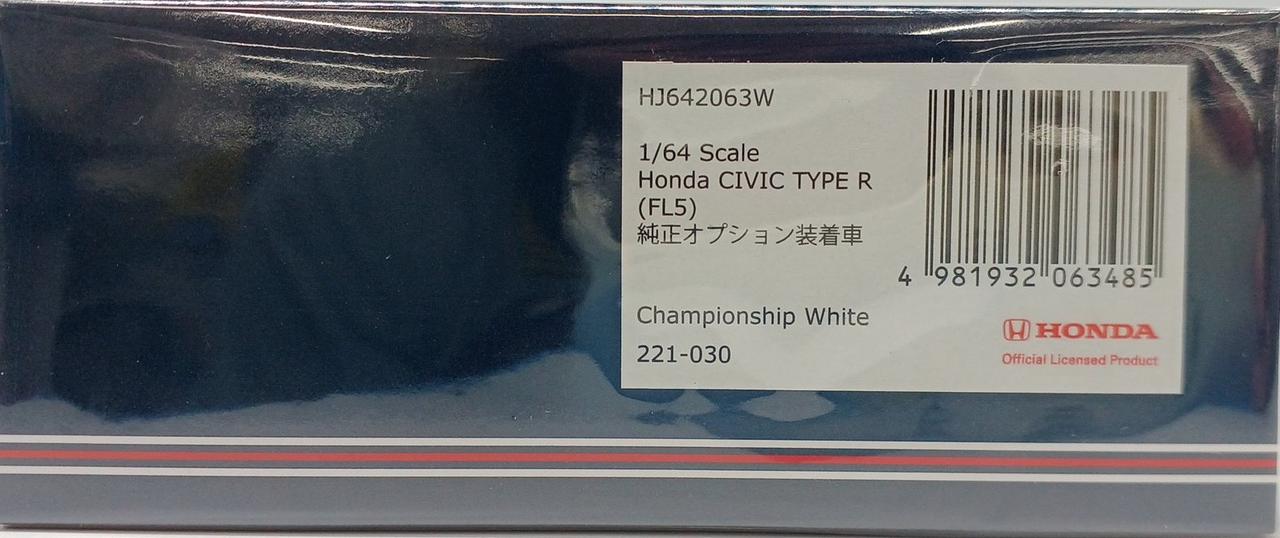 HJ642063W
1/64 Scale
Honda CIVIC TYPE R
(FL5)
純正オプション装着車
Championship White
221-030
4 981932 063485
HONDA
Official Licensed Product